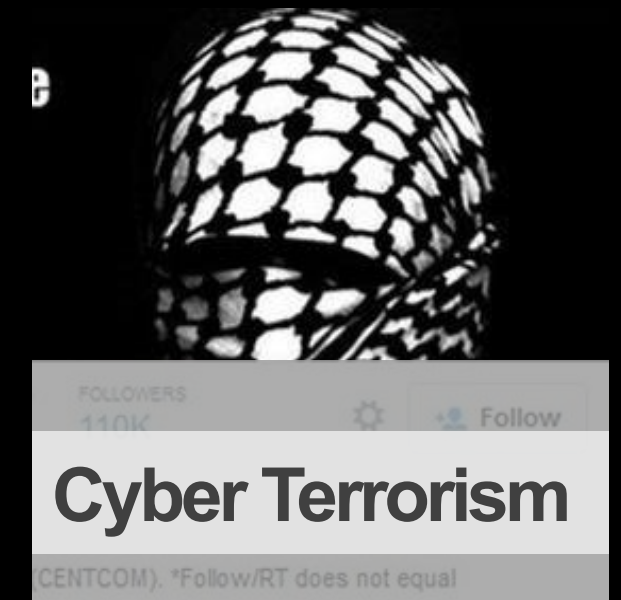 e
FOLLOWERS
110K
Follow
Cyber Terrorism
(CENTCOM). *Follow/RT does not equal